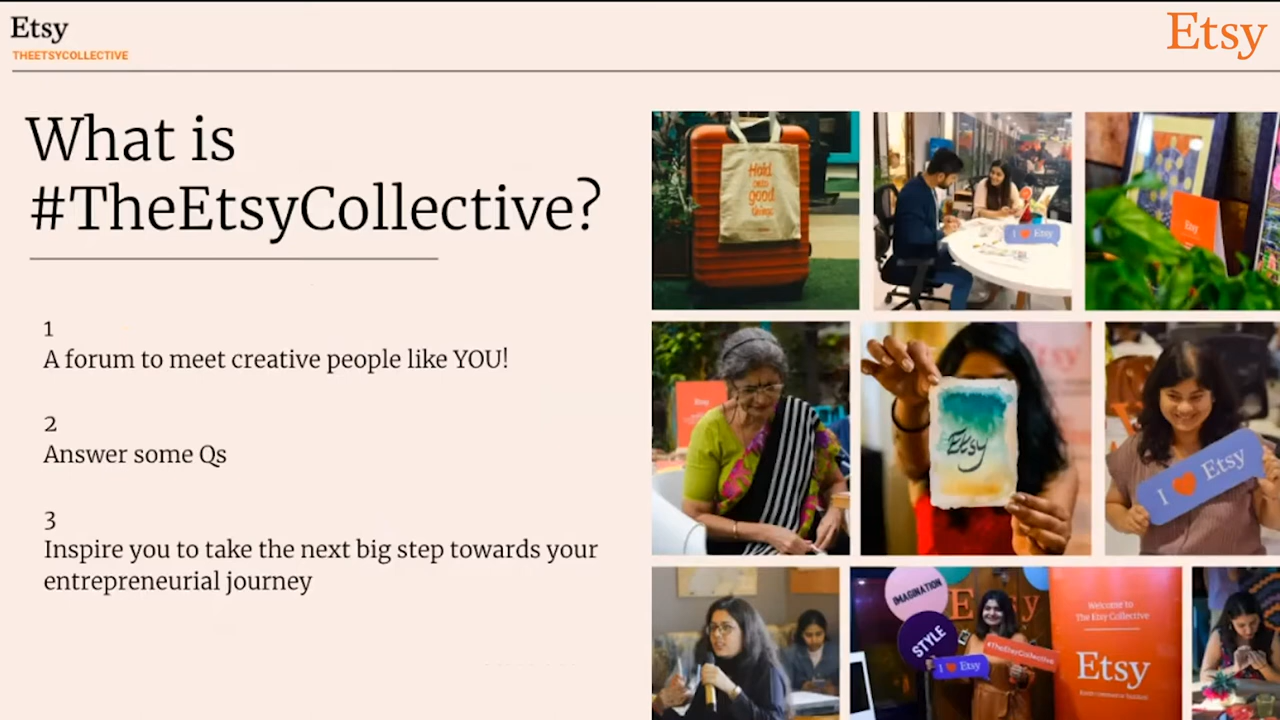 Etsy
THEETSYCOLLECTIVE
Etsy
What is
#TheEtsyCollective?
1
A forum to meet creative people like YOU!
2
Answer some Qs
3
Inspire you to take the next big step towards your
entrepreneurial journey
Hold
good
things
I Etsy
Etsy
Etsy
Etsy
I Etsy
IMAGINATION
STYLE
I Etsy
#TheEtsyCollective
Welcome to
The Etsy Collective
Etsy